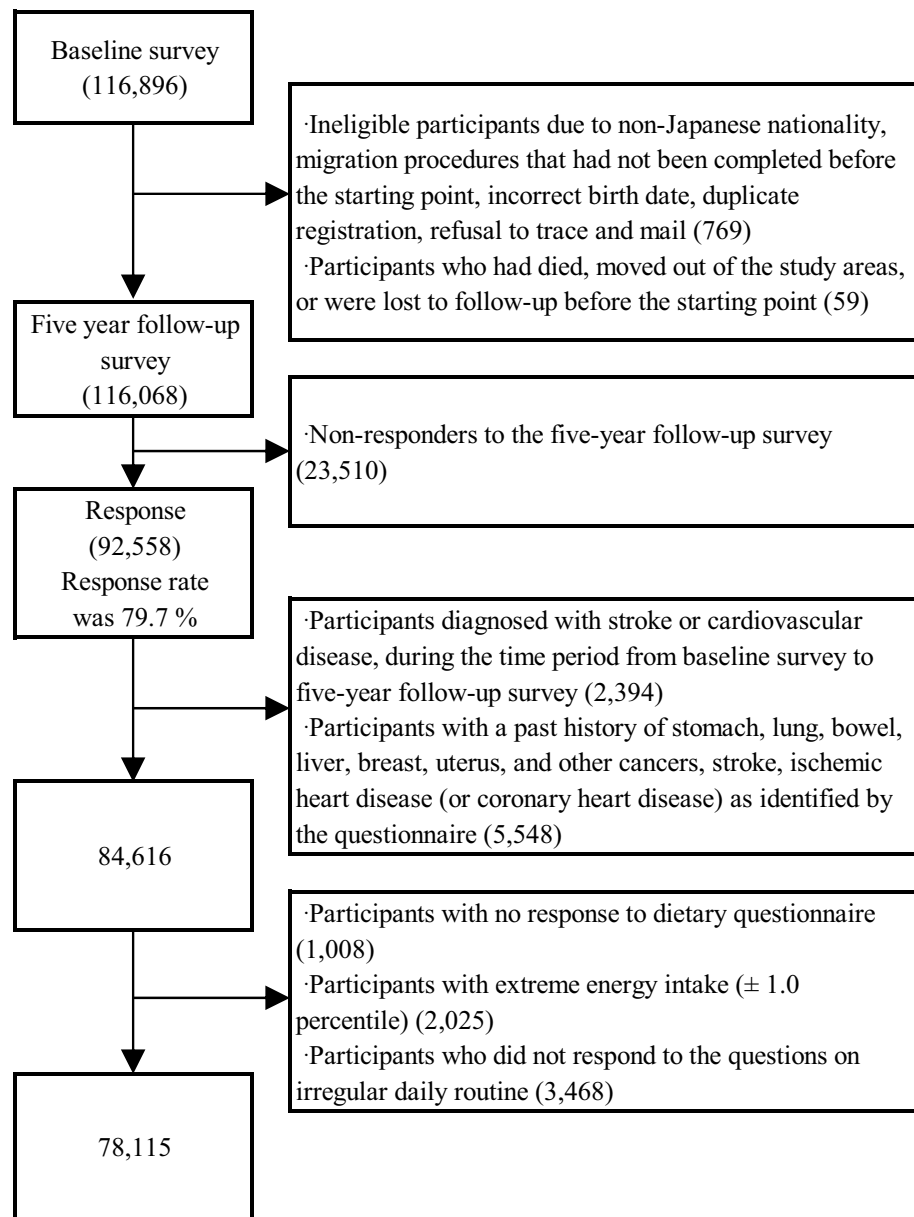 Baseline survey
(116,896)
·Ineligible participants due to non-Japanese nationality,
migration procedures that had not been completed before
the starting point, incorrect birth date, duplicate
registration, refusal to trace and mail (769)
·Participants who had died, moved out of the study areas,
or were lost to follow-up before the starting point (59)
Five year follow-up
survey
(116,068)
·Non-responders to the five-year follow-up survey
(23,510)
Response
(92,558)
Response rate
was 79.7 %
·Participants diagnosed with stroke or cardiovascular
disease, during the time period from baseline survey to
five-year follow-up survey (2,394)
·Participants with a past history of stomach, lung, bowel,
liver, breast, uterus, and other cancers, stroke, ischemic
heart disease (or coronary heart disease) as identified by
the questionnaire (5,548)
84,616
·Participants with no response to dietary questionnaire
(1,008)
·Participants with extreme energy intake (± 1.0
percentile) (2,025)
·Participants who did not respond to the questions on
irregular daily routine (3,468)
78,115